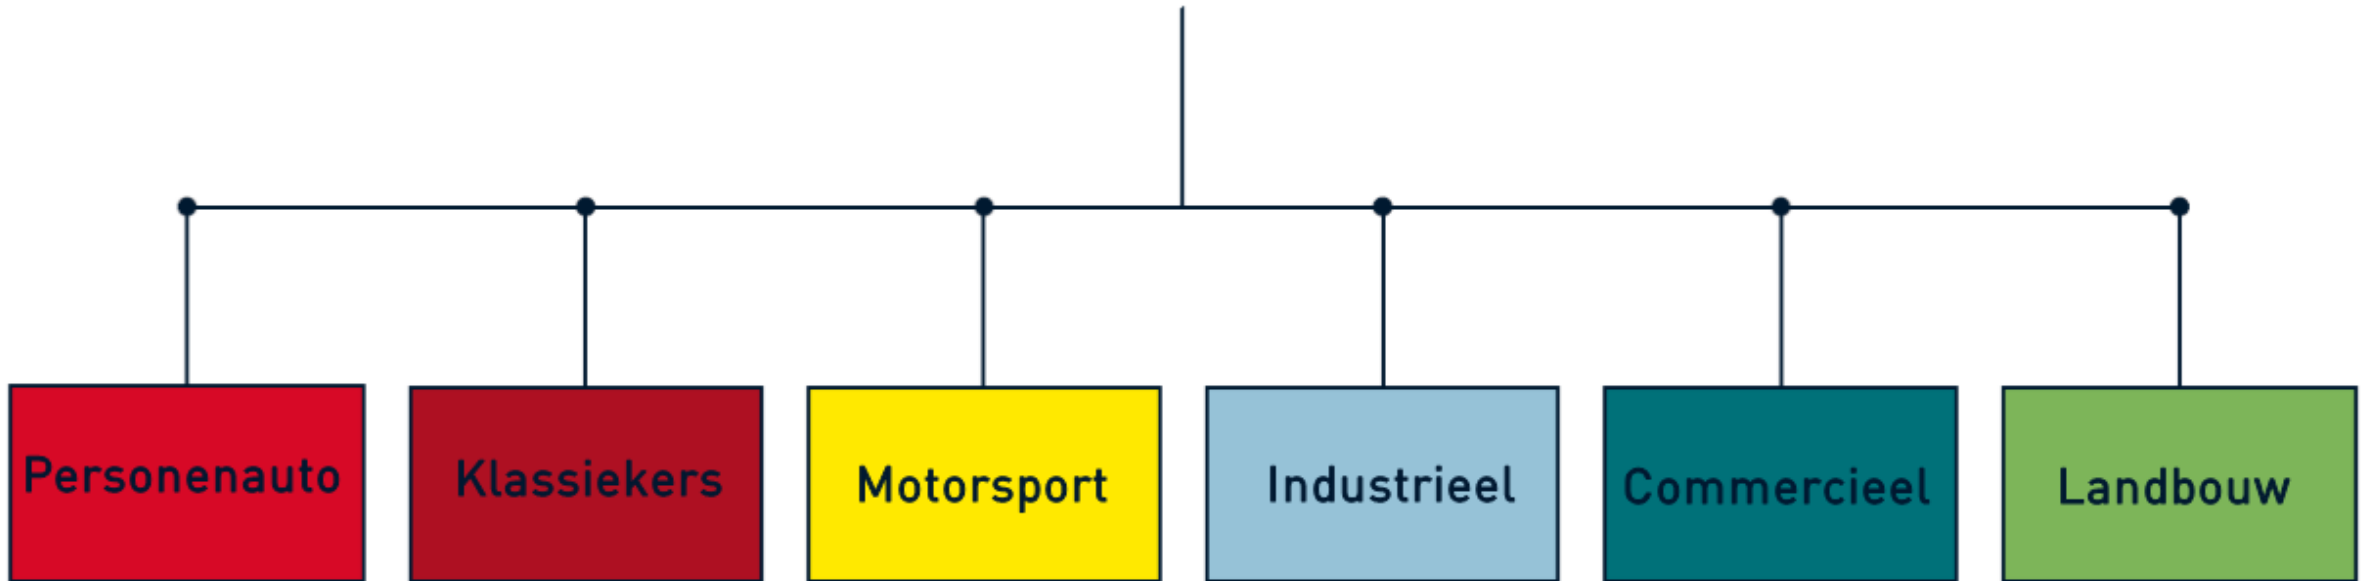 Personenauto
Klassiekers
Motorsport
Industrieel
Commercieel
Landbouw